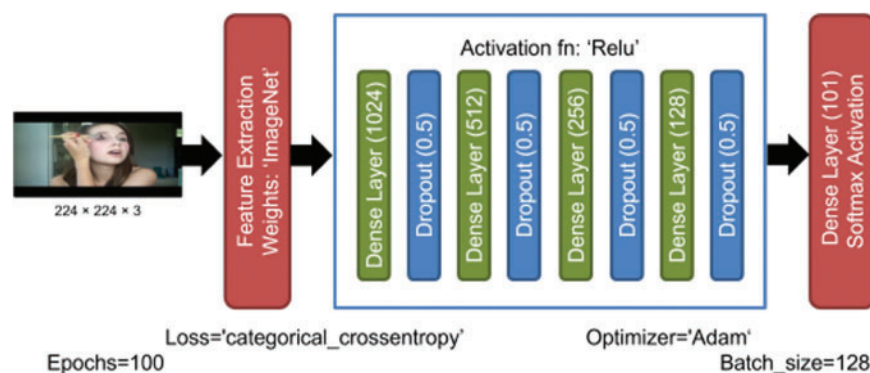 Activation fn: ‘Relu’
224 × 224 × 3
Feature Extraction
Weights: ‘ImageNet’
Dense Layer (1024)
Dropout (0.5)
Dense Layer (512)
Dropout (0.5)
Dense Layer (256)
Dropout (0.5)
Dense Layer (128)
Dropout (0.5)
Dense Layer (101)
Softmax Activation
Loss='categorical_crossentropy’
Optimizer='Adam‘
Epochs=100
Batch_size=128